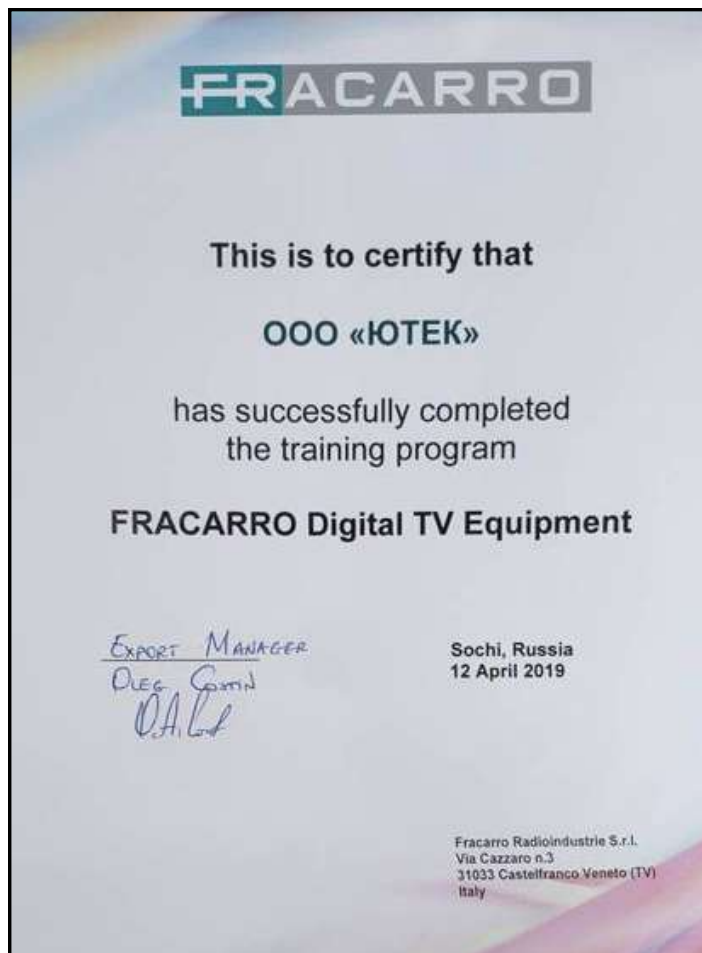 FRACARRO
This is to certify that
ООО «ЮТЕК»
has successfully completed
the training program
FRACARRO Digital TV Equipment
EXPORT MANAGER
OLEG
Sochi, Russia
12 April 2019
Fracarro Radioindustrie S.r.l.
Via Cazzaro n.3
31033 Castelfranco Veneto (TV)
Italy